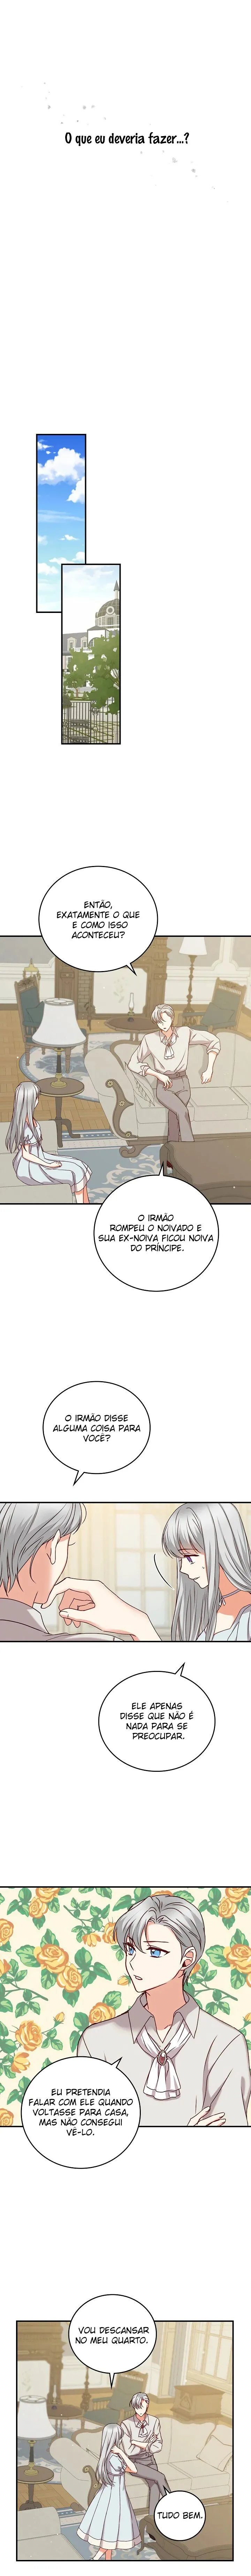 O que eu deveria fazer...?
ENTÃO,
EXATAMENTE O QUE
E COMO ISSO
ACONTECEU?
O IRMÃO
ROMPEU O NOIVADO E
SUA EX-NOIVA FICOU NOIVA
DO PRÍNCIPE.
O IRMÃO DISSE
ALGUMA COISA PARA
VOCÊ?
ELE APENAS
DISSE QUE NÃO É
NADA PARA SE
PREOCUPAR.
EU PRETENDIA
FALAR COM ELE QUANDO
VOLTASSE PARA CASA,
MAS NÃO CONSEGUI
VÊ-LO.
VOU DESCANSAR
NO MEU QUARTO.
TUDO BEM.